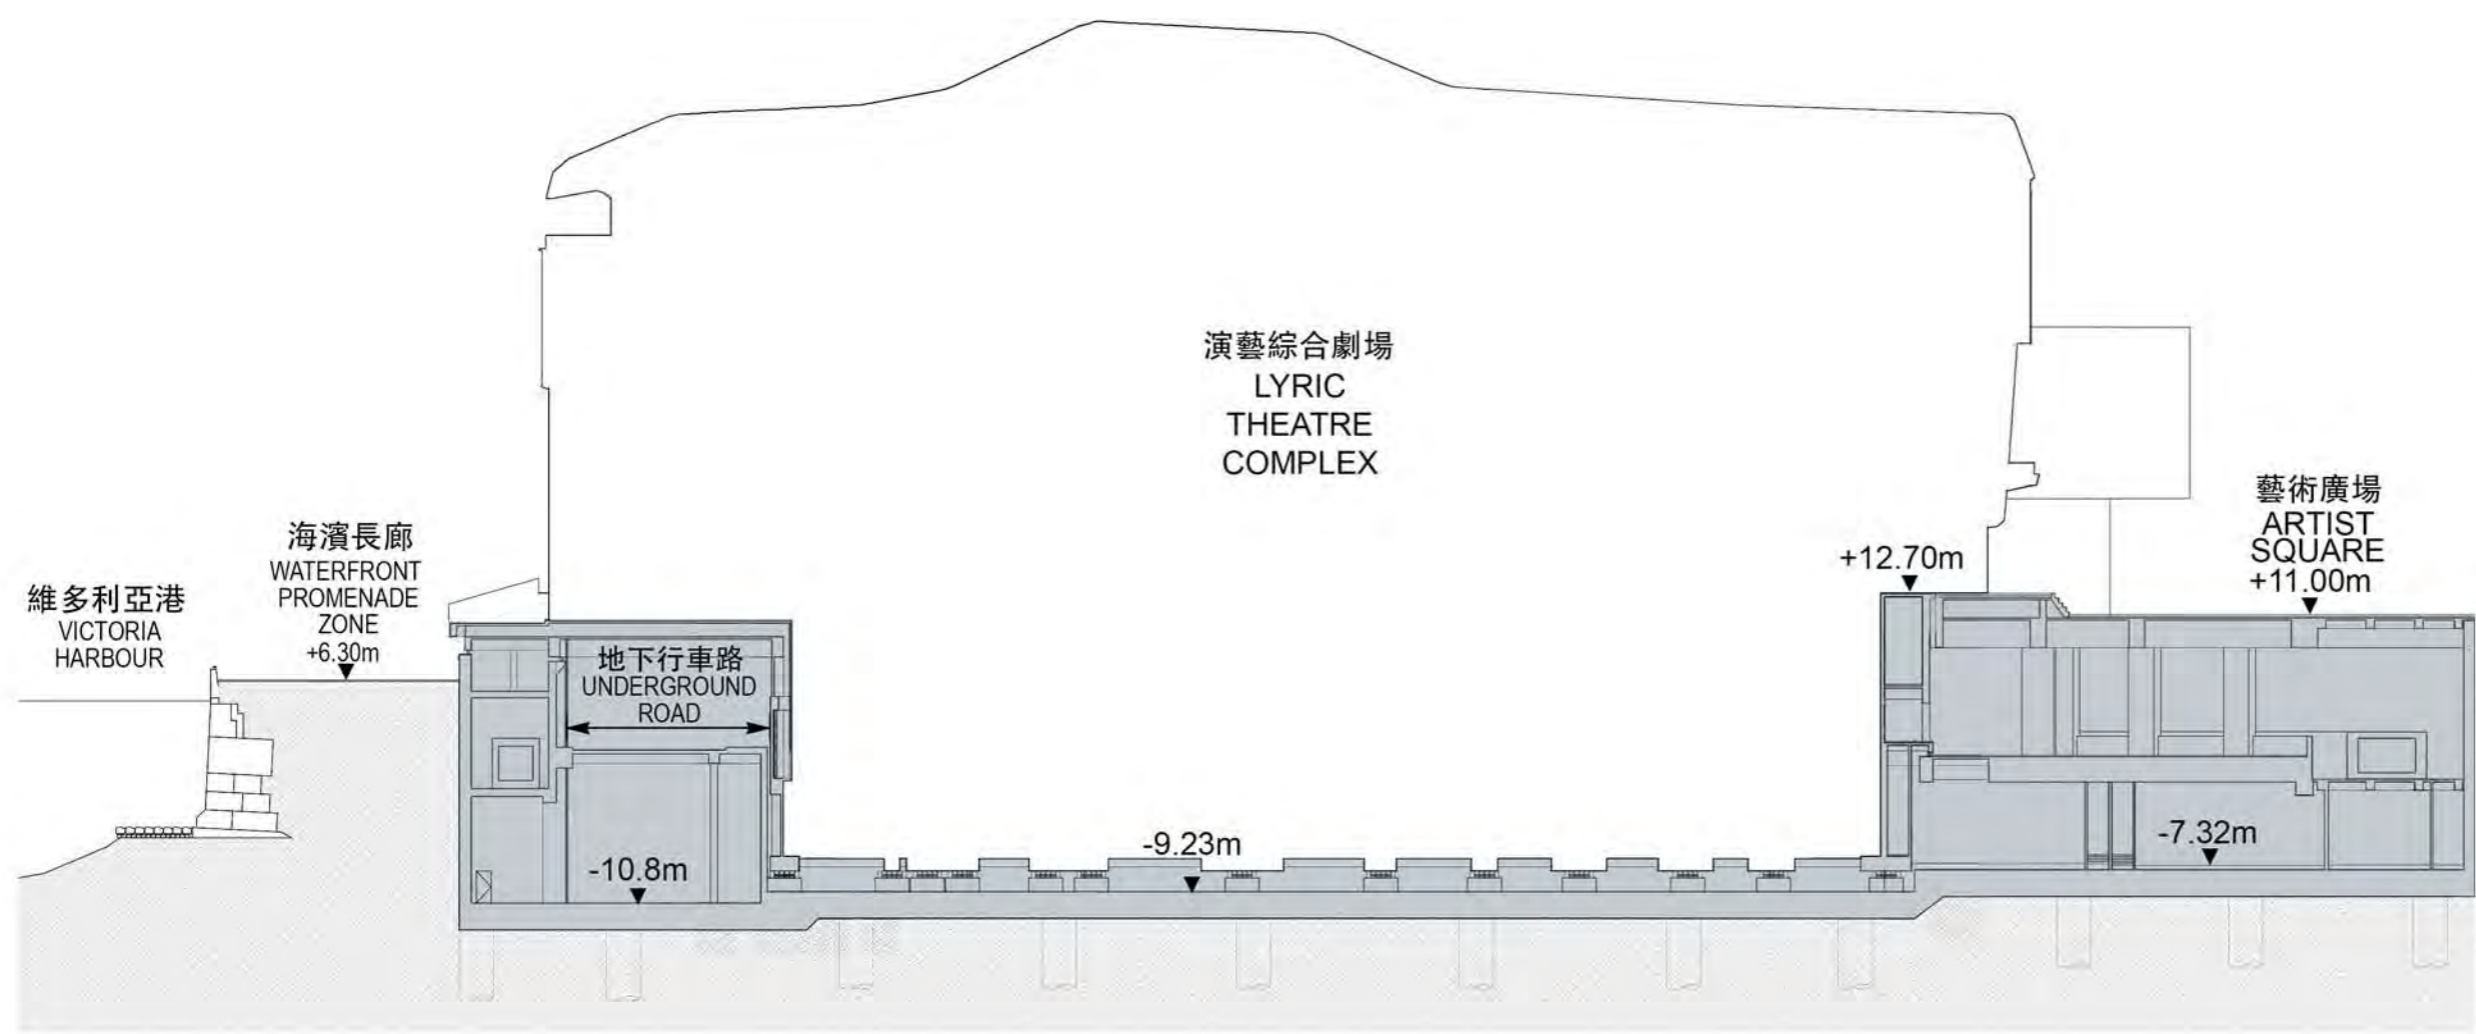 演藝綜合劇場
LYRIC
THEATRE
COMPLEX
維多利亞港
VICTORIA
HARBOUR
海濱長廊
WATERFRONT
PROMENADE
ZONE
+6.30m
地下行車路
UNDERGROUND
ROAD
-10.8m
-9.23m
+12.70m
藝術廣場
ARTIST
SQUARE
+11.00m
-7.32m